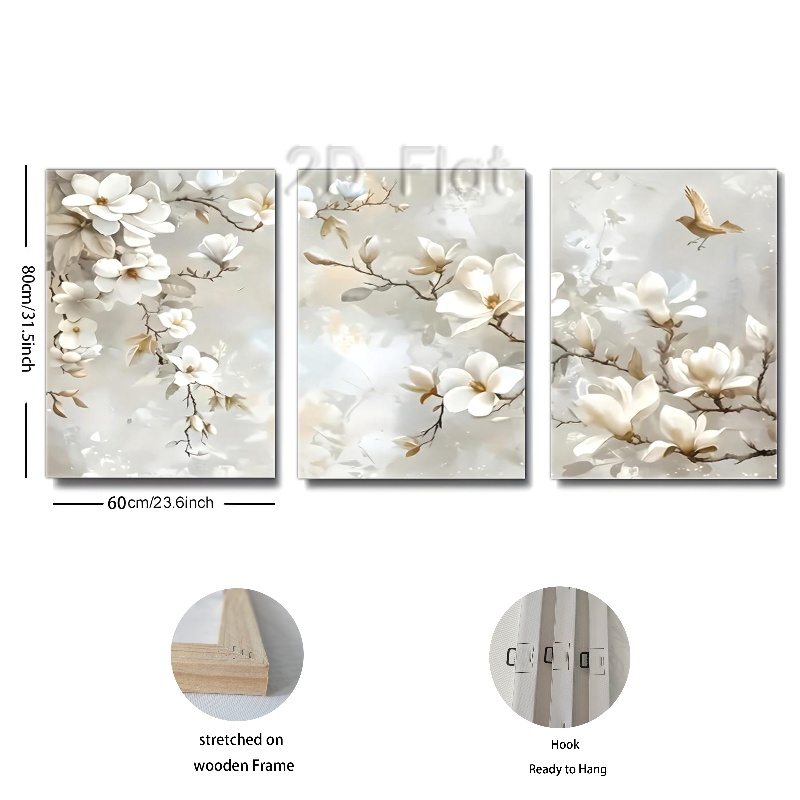 2D Flat
80cm/31.5inch
60cm/23.6inch
stretched on
wooden Frame
Hook
Ready to Hang